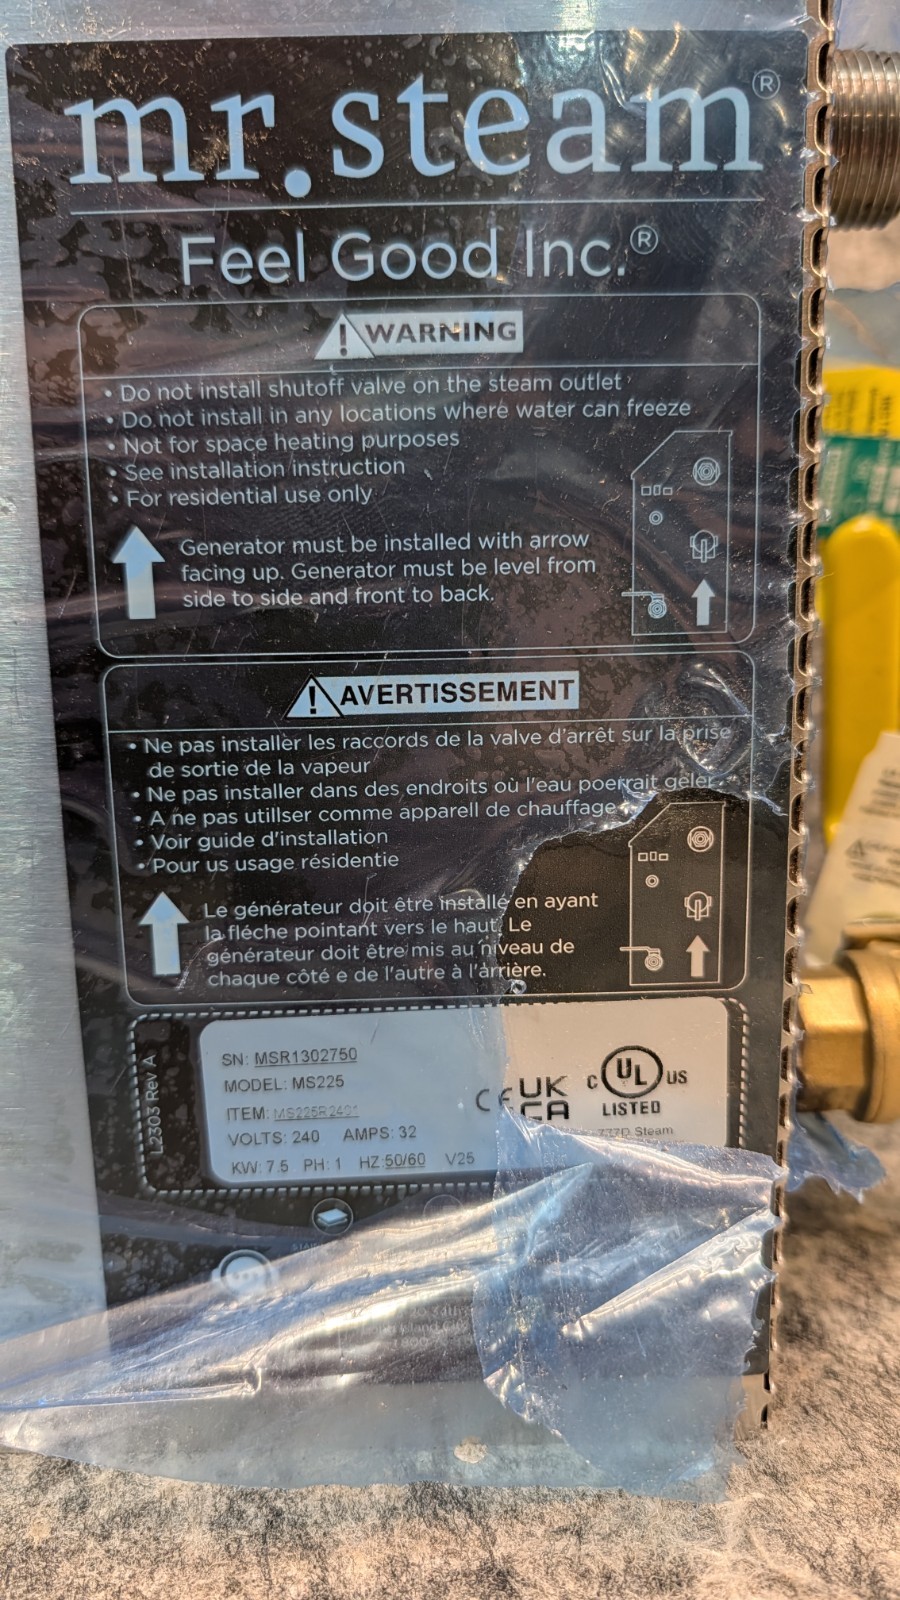 mr.steam®
Feel Good Inc.®
! WARNING
• Do not install shutoff valve on the steam outlet
• Do not install in any locations where water can freeze
• Not for space heating purposes
• See installation instruction
• For residential use only
Generator must be installed with arrow
facing up. Generator must be level from
side to side and front to back.
! AVERTISSEMENT
• Ne pas installer les raccords de la valve d'arrêt sur la prise
de sortie de la vapeur
• Ne pas installer dans des endroits où l'eau poerrait geler
• A ne pas utillser comme apparell de chauffage
• Voir guide d'installation
• Pour us usage résidentie
Le générateur doit être installé en ayant
la fléche pointant vers le haut. Le
générateur doit être mis au niveau de
chaque côté e de l'autre à l'arrière.
L2303 Rev A
SN: MSR1302750
MODEL: MS225
ITEM:
VOLTS: 240 AMPS: 32
KW: 7.5 PH: 1 HZ: 50/60 V25
CE UK
CA
C UL US
LISTED
Steam